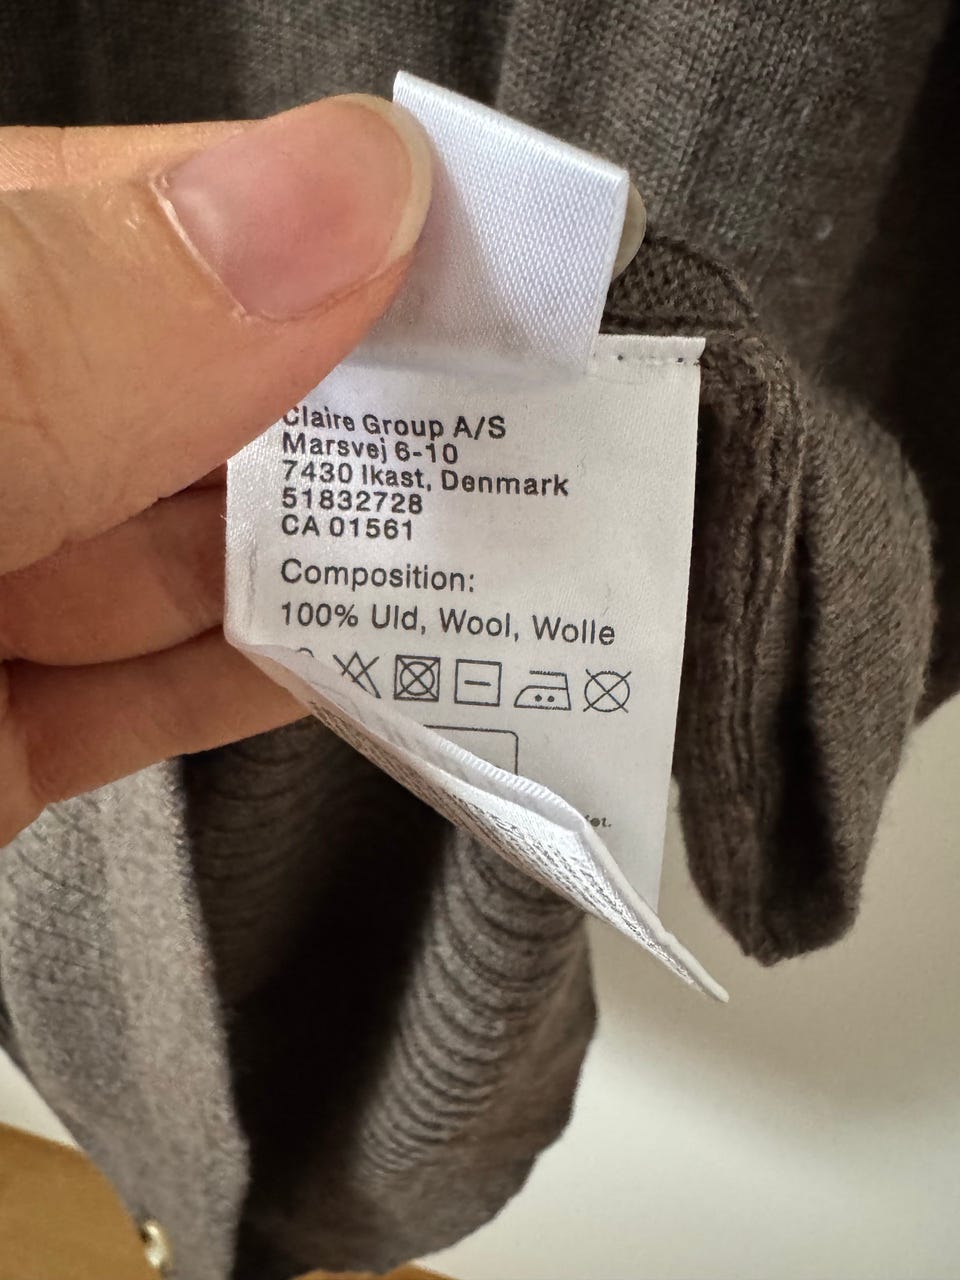 Claire Group A/S
Marsvej 6-10
7430 Ikast, Denmark
51832728
CA 01561
Composition:
100% Uld, Wool, Wolle